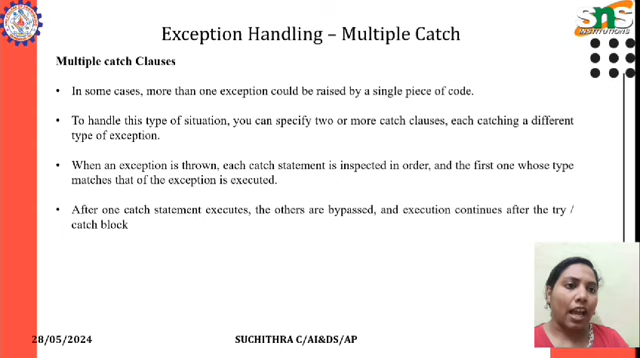 SNS
INSTITUTIONS
Exception Handling – Multiple Catch
Multiple catch Clauses
• In some cases, more than one exception could be raised by a single piece of code.
• To handle this type of situation, you can specify two or more catch clauses, each catching a different
type of exception.
• When an exception is thrown, each catch statement is inspected in order, and the first one whose type
matches that of the exception is executed.
• After one catch statement executes, the others are bypassed, and execution continues after the try /
catch block
28/05/2024
SUCHITHRA C/AI&DS/AP